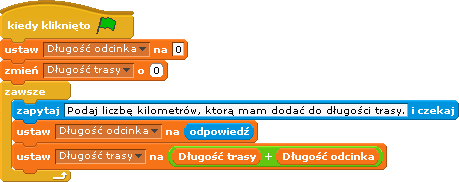 kiedy kliknięto
ustaw Długość odcinka na 0
zmień Długość trasy o 0
zawsze
zapytaj Podaj liczbę kilometrów, którą mam dodać do długości trasy. i czekaj
ustaw Długość odcinka na odpowiedź
ustaw Długość trasy na Długość trasy + Długość odcinka